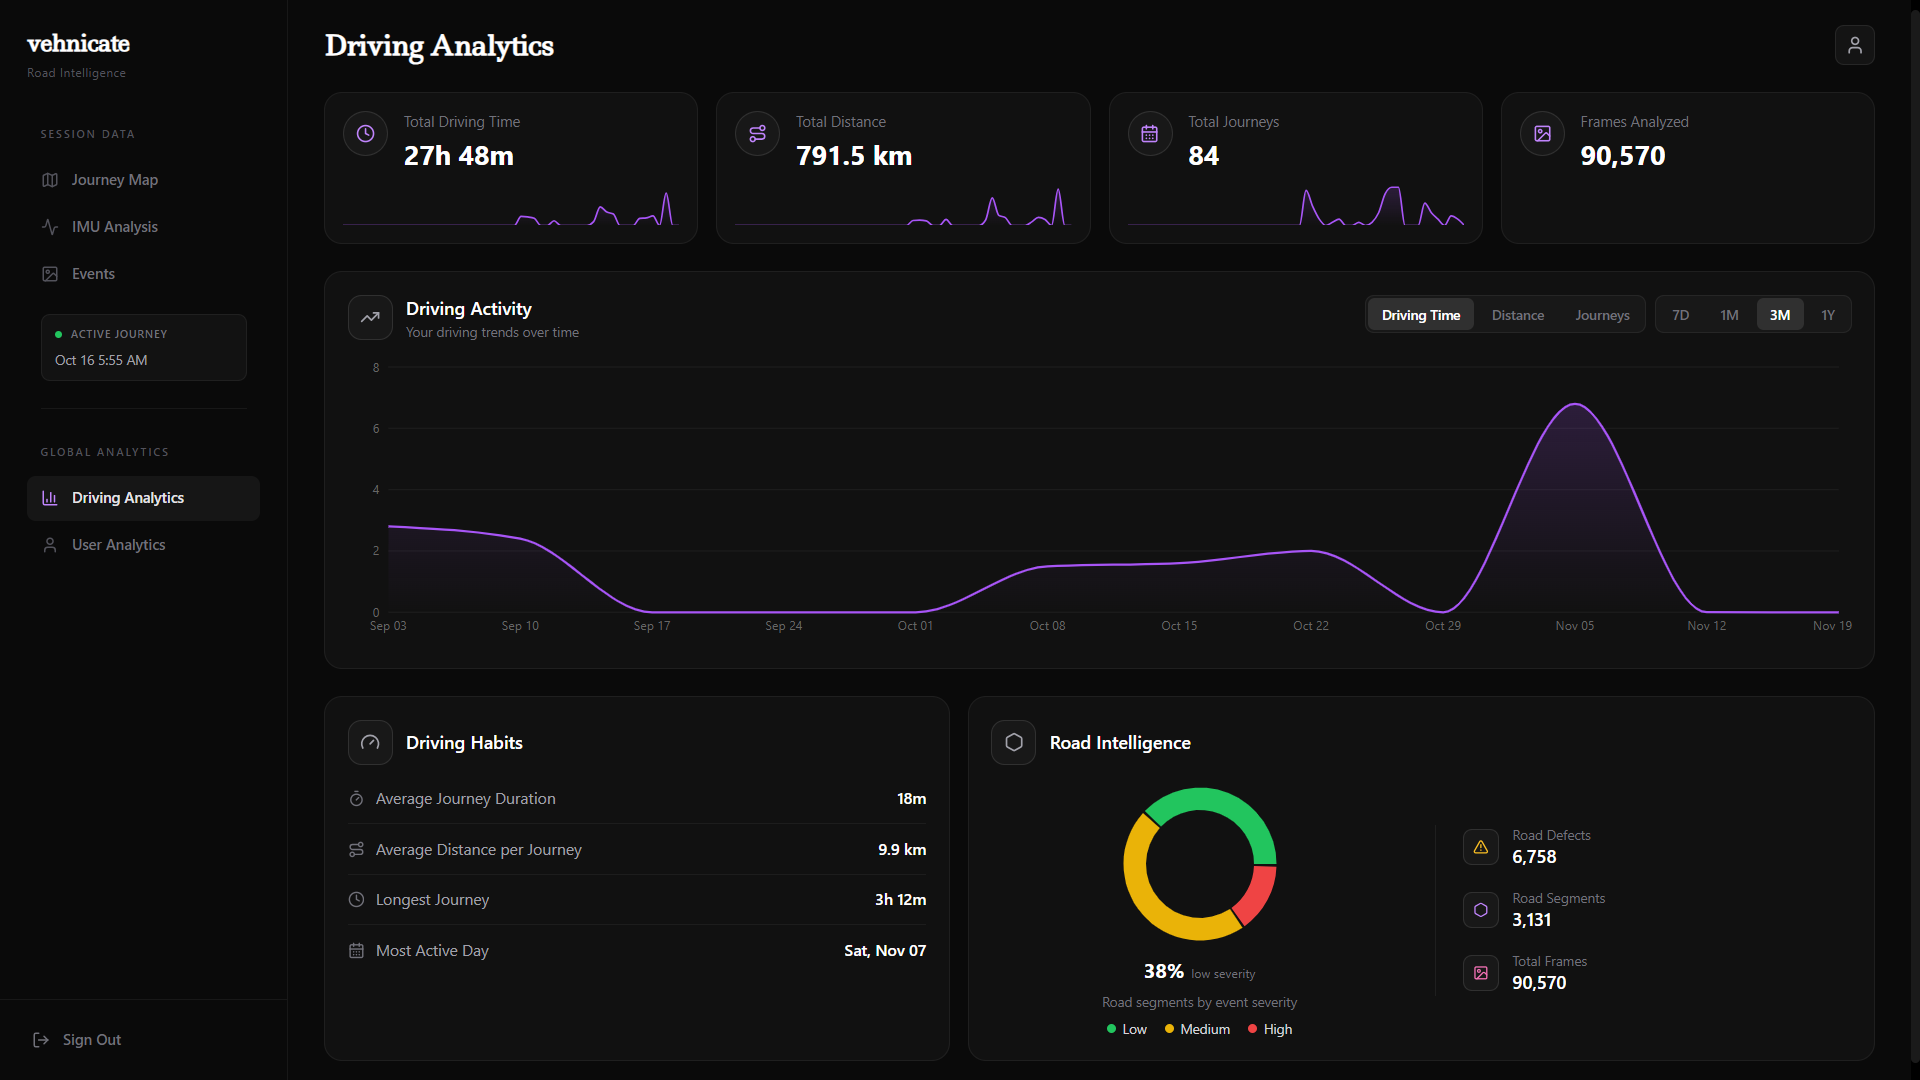 vehnicate
Road Intelligence
SESSION DATA
Journey Map
IMU Analysis
Events
ACTIVE JOURNEY
Oct 16 5:55 AM
GLOBAL ANALYTICS
Driving Analytics
User Analytics
Sign Out
Driving Analytics
Total Driving Time
27h 48m
Total Distance
791.5 km
Total Journeys
84
Frames Analyzed
90,570
Driving Activity
Your driving trends over time
Driving Time Distance Journeys
7D 1M 3M 1Y
8
6
4
2
0
Sep 03 Sep 10 Sep 17 Sep 24 Oct 01 Oct 08 Oct 15 Oct 22 Oct 29 Nov 05 Nov 12 Nov 19
Driving Habits
Average Journey Duration 18m
Average Distance per Journey 9.9 km
Longest Journey 3h 12m
Most Active Day Sat, Nov 07
Road Intelligence
38% low severity
Road segments by event severity
Low Medium High
Road Defects
6,758
Road Segments
3,131
Total Frames
90,570